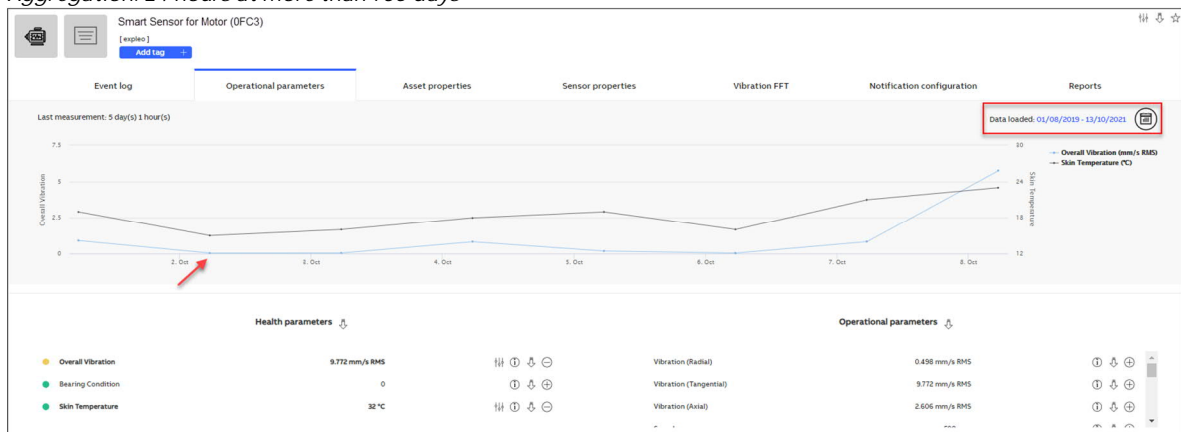 Aggregation: 24 hours at more than 130 days
Smart Sensor for Motor (0FC3)
[ expleo ]
Add tag +
Event log
Operational parameters
Asset properties
Sensor properties
Vibration FFT
Notification configuration
Reports
Last measurement: 5 day(s) 1 hour(s)
Data loaded: 01/08/2019 - 13/10/2021
7.5
5
2.5
0
Overall Vibration
30
24
18
12
Skin Temperature
Overall Vibration (mm/s RMS)
Skin Temperature (°C)
2. Oct
3. Oct
4. Oct
5. Oct
6. Oct
7. Oct
8. Oct
Health parameters
Operational parameters
Overall Vibration 9.772 mm/s RMS
Vibration (Radial) 0.498 mm/s RMS
Bearing Condition 0
Vibration (Tangential) 9.772 mm/s RMS
Skin Temperature 32 °C
Vibration (Axial) 2.606 mm/s RMS